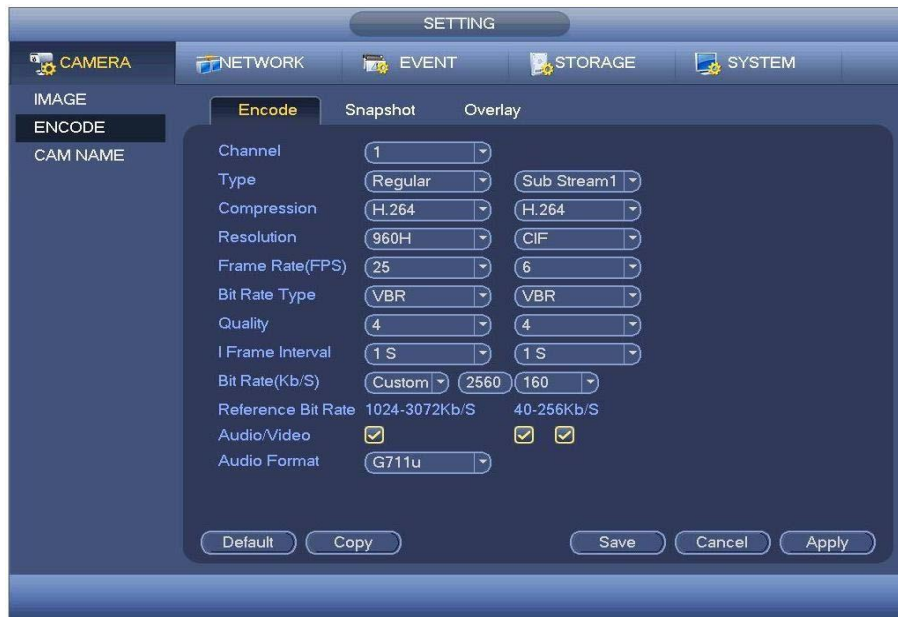 SETTING
CAMERA NETWORK EVENT STORAGE SYSTEM
IMAGE
ENCODE
CAM NAME
Encode Snapshot Overlay
Channel 1
Type Regular Sub Stream1
Compression H.264 H.264
Resolution 960H CIF
Frame Rate(FPS) 25 6
Bit Rate Type VBR VBR
Quality 4 4
I Frame Interval 1 S 1 S
Bit Rate(Kb/S) Custom 2560 160
Reference Bit Rate 1024-3072Kb/S 40-256Kb/S
Audio/Video
Audio Format G711u
Default Copy Save Cancel Apply